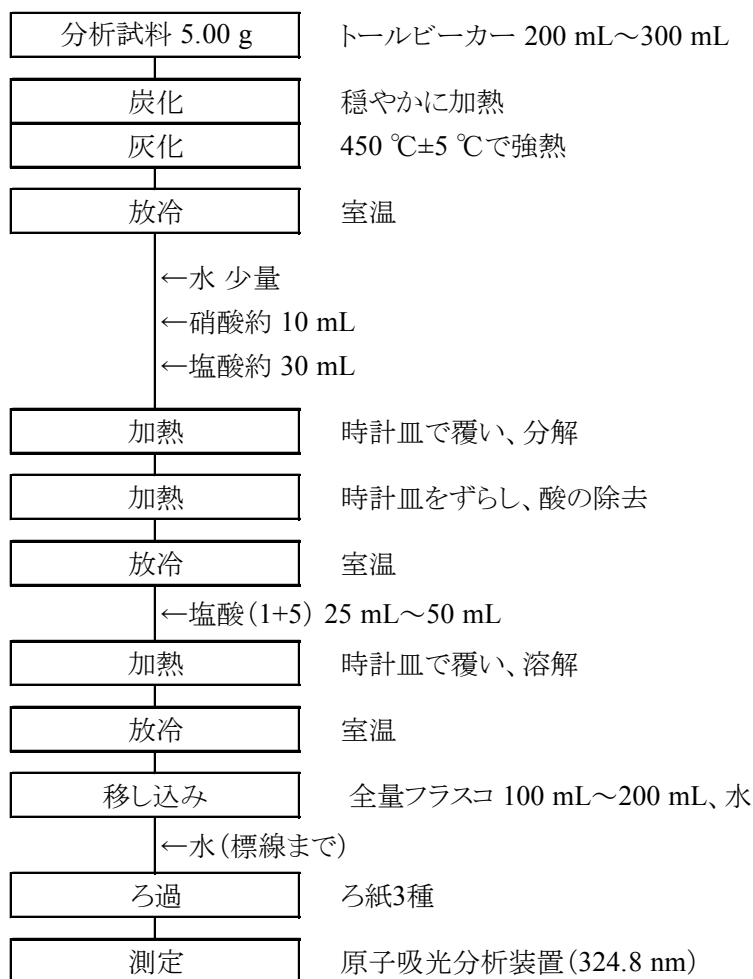 分析試料 5.00 g トールビーカー 200 mL～300 mL
炭化 穏やかに加熱
灰化 450 ℃±5 ℃で強熱
放冷 室温
←水 少量
←硝酸約 10 mL
←塩酸約 30 mL
加熱 時計皿で覆い、分解
加熱 時計皿をずらし、酸の除去
放冷 室温
←塩酸（1+5） 25 mL～50 mL
加熱 時計皿で覆い、溶解
放冷 室温
移し込み 全量フラスコ 100 mL～200 mL、水
←水（標線まで）
ろ過 ろ紙3種
測定 原子吸光分析装置（324.8 nm）